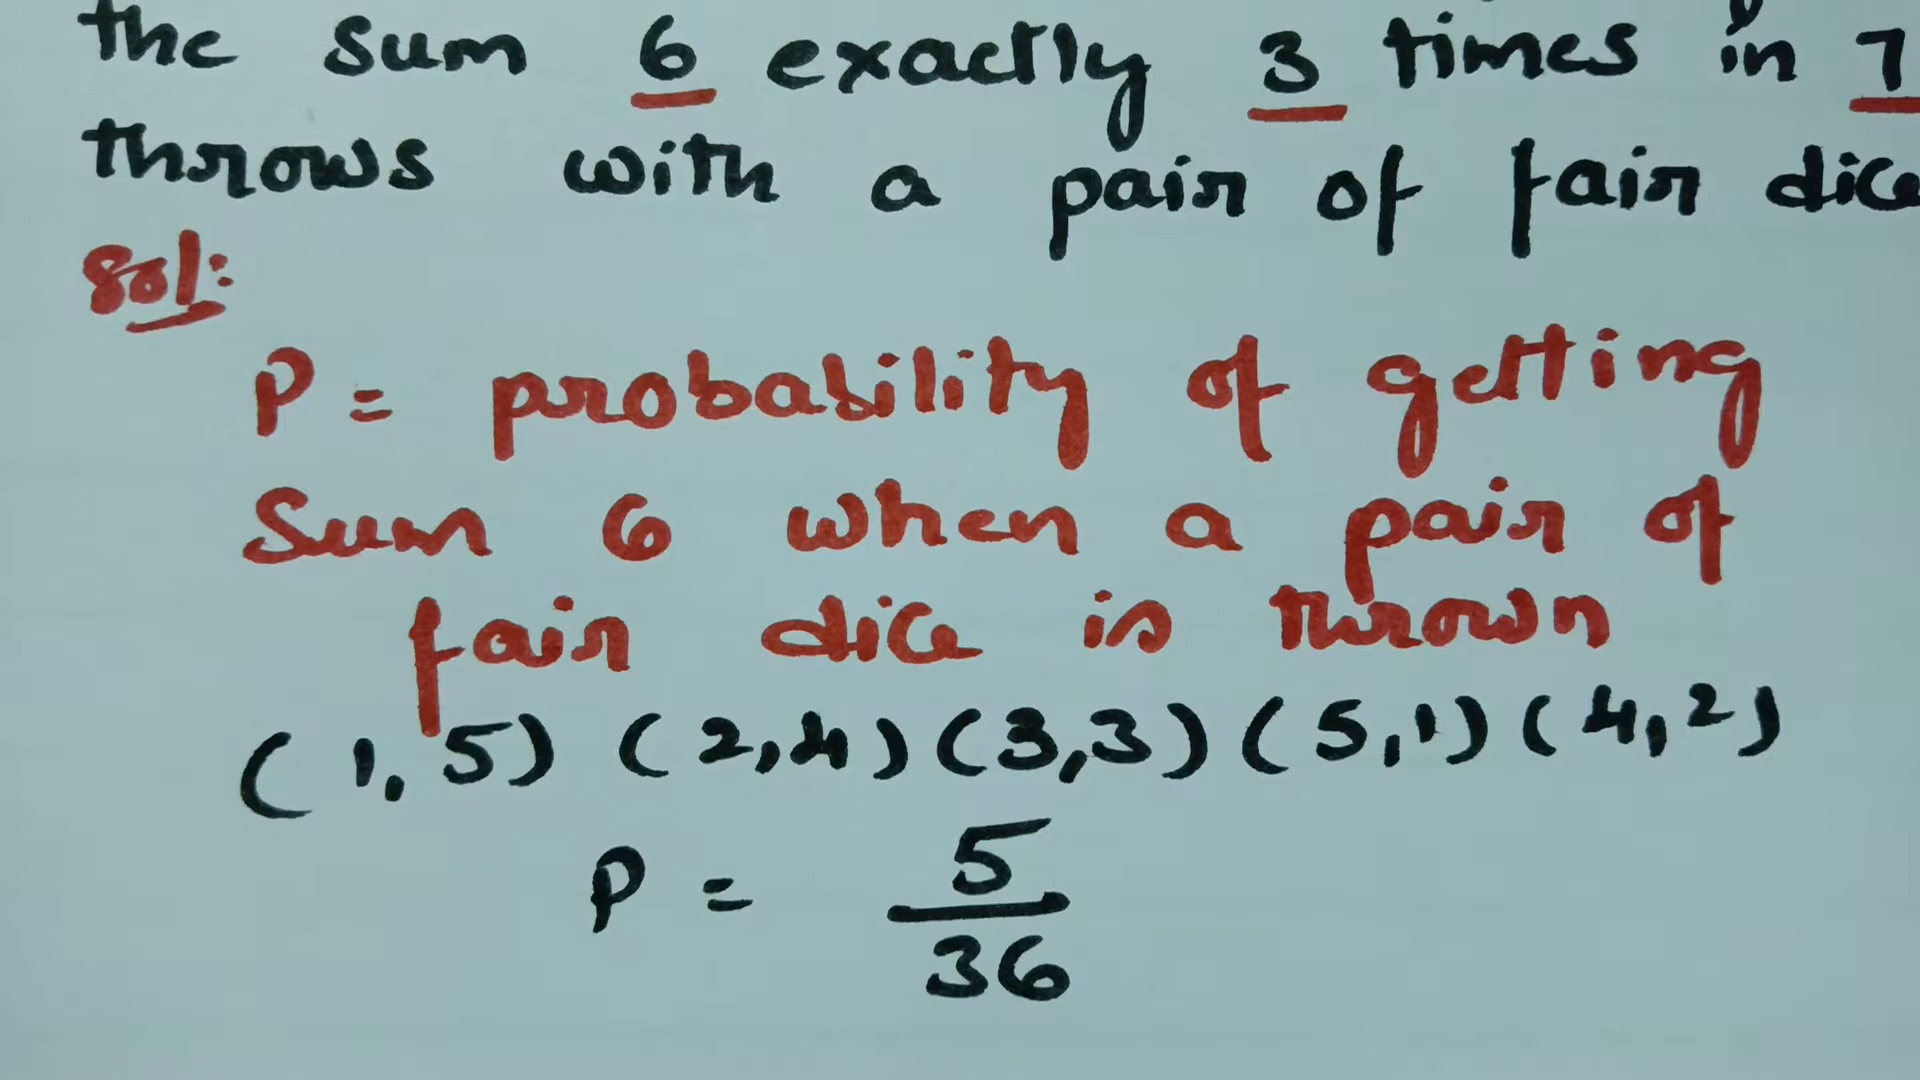 the sum 6 exactly 3 times in 7
throws with a pair of fair dice
Sol:
P = probability of getting
Sum 6 when a pair of
fair dice is thrown
(1,5) (2,4) (3,3) (5,1) (4,2)
P = 5/36